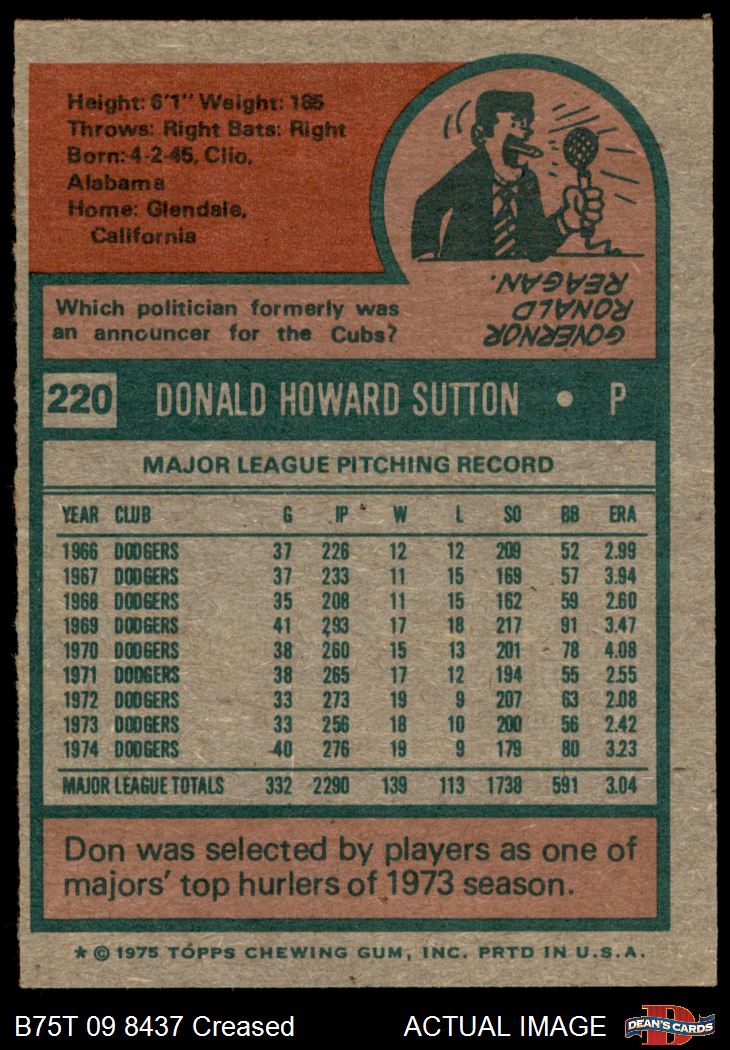 Height: 6'1" Weight: 185
Throws: Right Bats: Right
Born: 4-2-45, Clio,
Alabama
Home: Glendale,
California
Which politician formerly was
an announcer for the Cubs?
GOVERNOR
RONALD
REAGAN.
220 DONALD HOWARD SUTTON • P
MAJOR LEAGUE PITCHING RECORD
YEAR CLUB G IP W L SO BB ERA
1966 DODGERS 37 226 12 12 209 52 2.99
1967 DODGERS 37 233 11 15 169 57 3.94
1968 DODGERS 35 208 11 15 162 59 2.60
1969 DODGERS 41 293 17 18 217 91 3.47
1970 DODGERS 38 260 15 13 201 78 4.08
1971 DODGERS 38 265 17 12 194 55 2.55
1972 DODGERS 33 273 19 9 207 63 2.08
1973 DODGERS 33 256 18 10 200 56 2.42
1974 DODGERS 40 276 19 9 179 80 3.23
MAJOR LEAGUE TOTALS 332 2290 139 113 1738 591 3.04
Don was selected by players as one of
majors' top hurlers of 1973 season.
* © 1975 TOPPS CHEWING GUM, INC. PRTD IN U.S.A.
B75T 09 8437 Creased ACTUAL IMAGE
DEAN'S CARDS